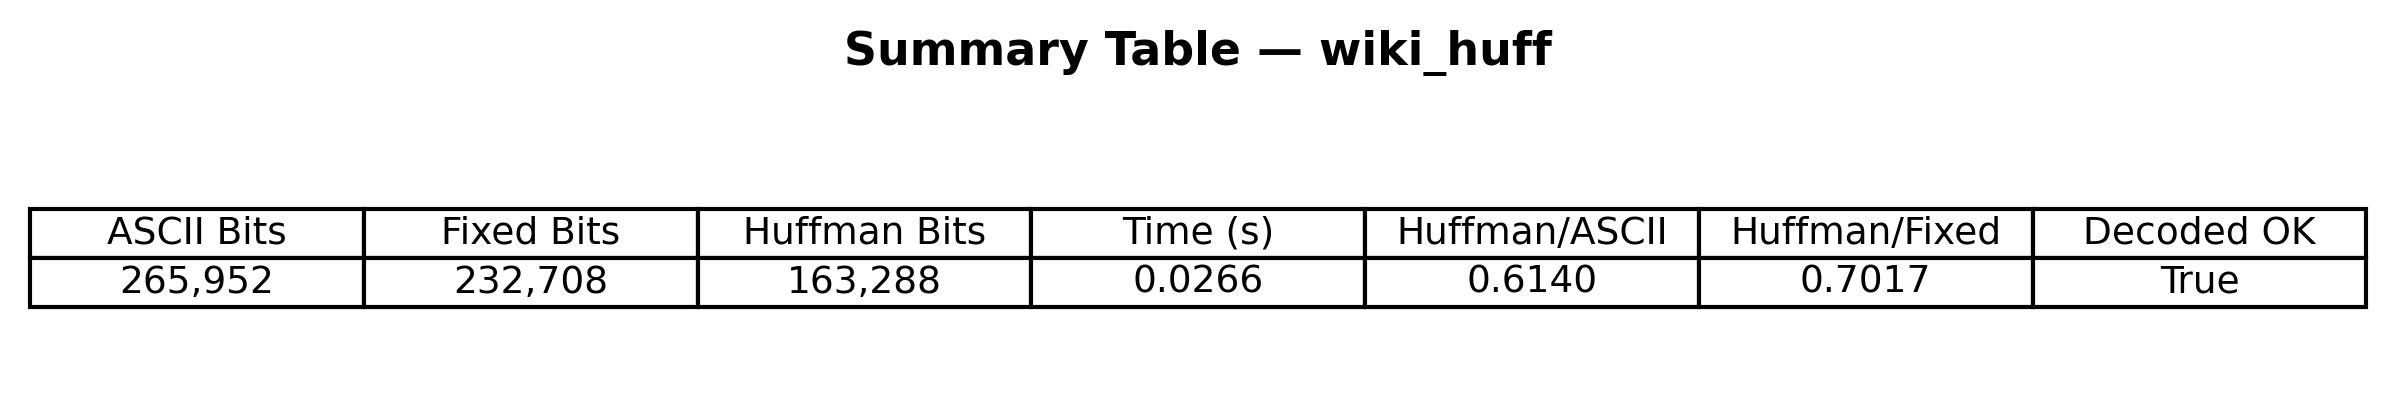 Summary Table — wiki_huff
ASCII Bits Fixed Bits Huffman Bits Time (s) Huffman/ASCII Huffman/Fixed Decoded OK
265,952 232,708 163,288 0.0266 0.6140 0.7017 True